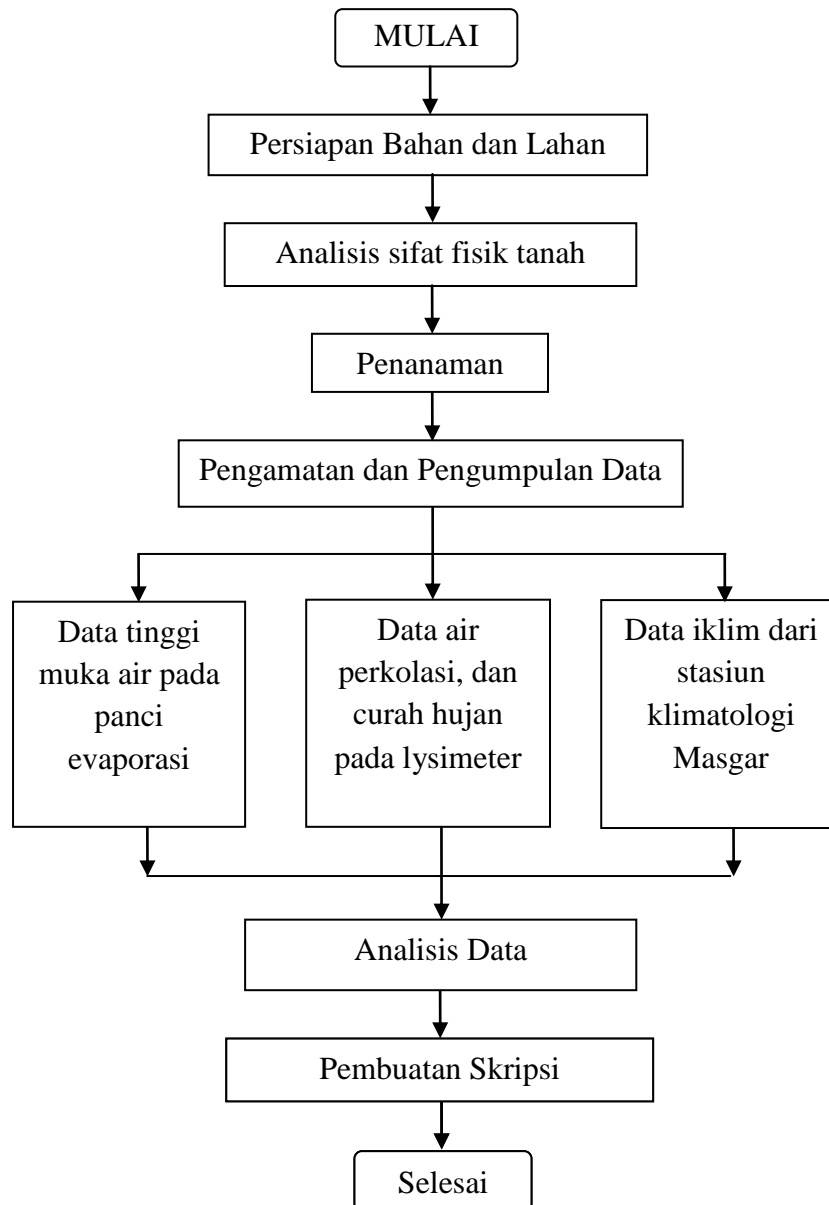 MULAI
Persiapan Bahan dan Lahan
Analisis sifat fisik tanah
Penanaman
Pengamatan dan Pengumpulan Data
Data tinggi
muka air pada
panci
evaporasi
Data air
perkolasi, dan
curah hujan
pada lysimeter
Data iklim dari
stasiun
klimatologi
Masgar
Analisis Data
Pembuatan Skripsi
Selesai